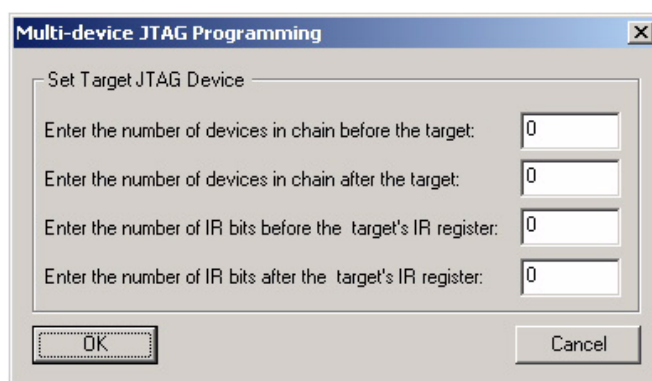 Multi-device JTAG Programming
Set Target JTAG Device
Enter the number of devices in chain before the target: 0
Enter the number of devices in chain after the target: 0
Enter the number of IR bits before the  target's IR register: 0
Enter the number of IR bits after the  target's IR register: 0
OK Cancel